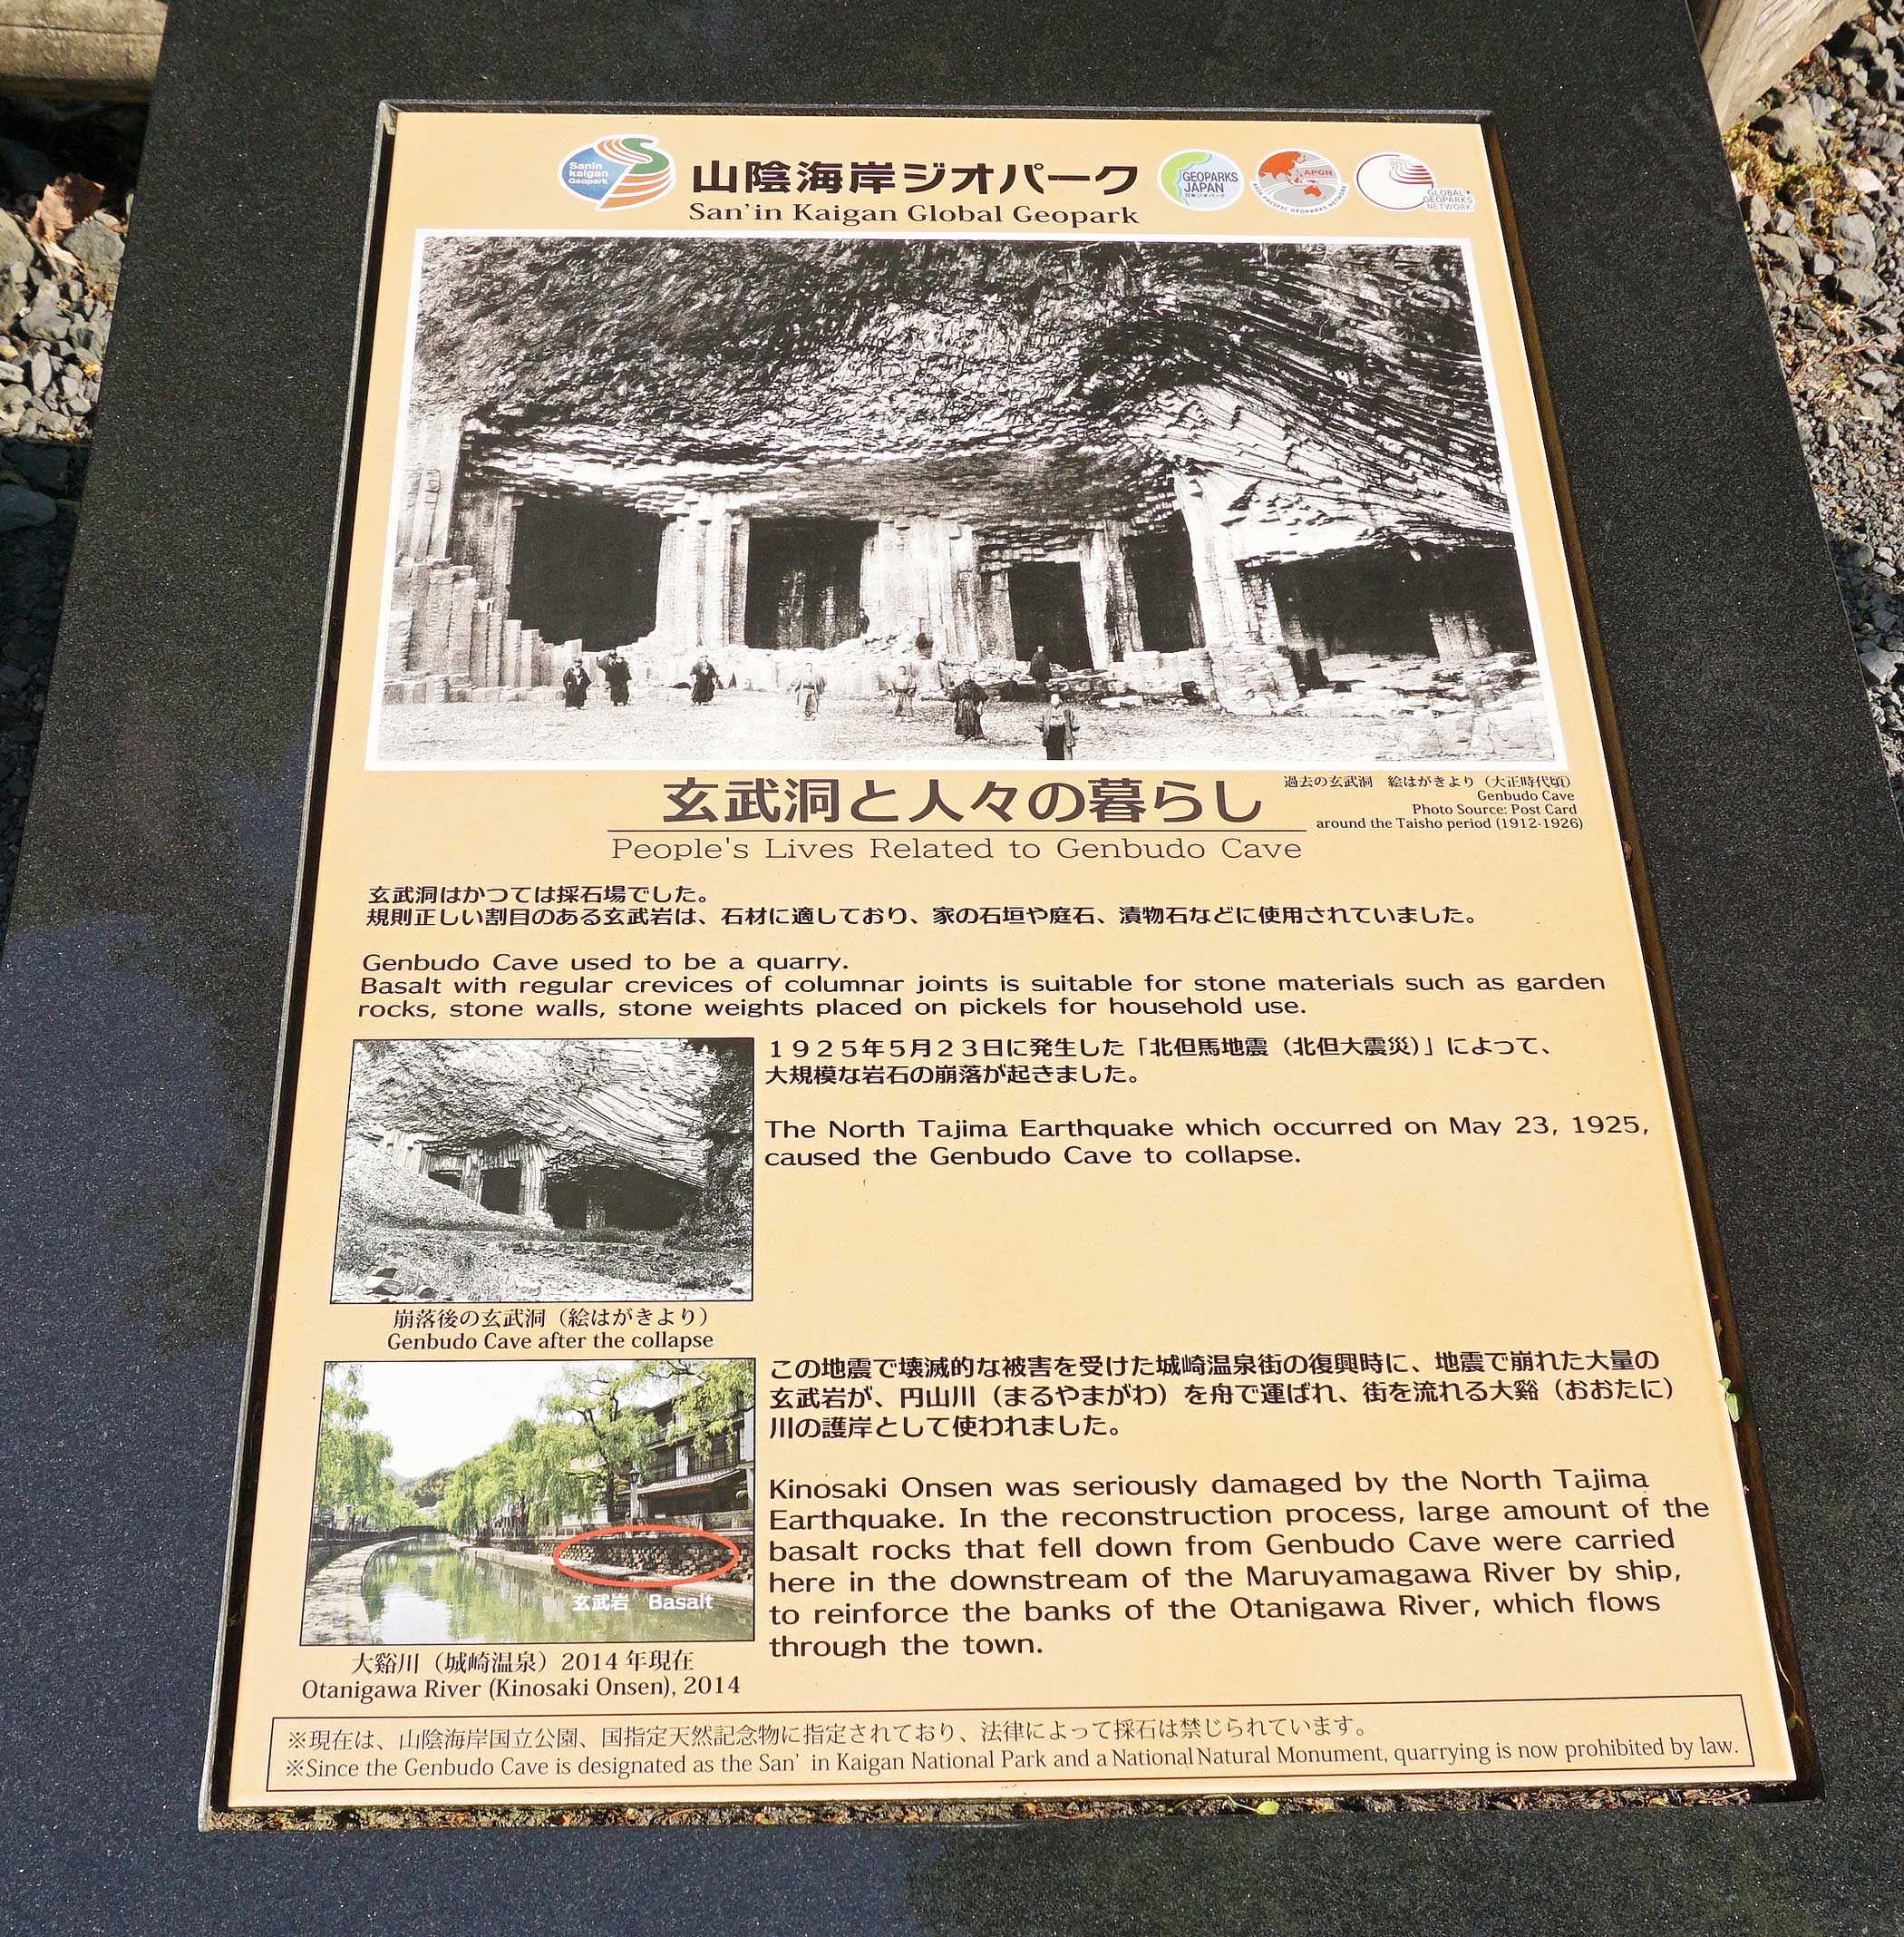 Sanin
kaigan
Geopark
山陰海岸ジオパーク
San'in Kaigan Global Geopark
GEOPARKS
JAPAN
日本ジオパーク
APGN
ASIA PACIFIC GEOPARKS NETWORK
GLOBAL
GEOPARKS
NETWORK
玄武洞と人々の暮らし
People's Lives Related to Genbudo Cave
過去の玄武洞　絵はがきより（大正時代頃）
Genbudo Cave
Photo Source: Post Card
around the Taisho period (1912-1926)
玄武洞はかつては採石場でした。
規則正しい割目のある玄武岩は、石材に適しており、家の石垣や庭石、漬物石などに使用されていました。
Genbudo Cave used to be a quarry.
Basalt with regular crevices of columnar joints is suitable for stone materials such as garden
rocks, stone walls, stone weights placed on pickels for household use.
１９２５年５月２３日に発生した「北但馬地震（北但大震災）」によって、
大規模な岩石の崩落が起きました。
The North Tajima Earthquake which occurred on May 23, 1925,
caused the Genbudo Cave to collapse.
崩落後の玄武洞（絵はがきより）
Genbudo Cave after the collapse
この地震で壊滅的な被害を受けた城崎温泉街の復興時に、地震で崩れた大量の
玄武岩が、円山川（まるやまがわ）を舟で運ばれ、街を流れる大谿（おおたに）
川の護岸として使われました。
Kinosaki Onsen was seriously damaged by the North Tajima
Earthquake. In the reconstruction process, large amount of the
basalt rocks that fell down from Genbudo Cave were carried
here in the downstream of the Maruyamagawa River by ship,
to reinforce the banks of the Otanigawa River, which flows
through the town.
玄武岩　Basalt
大谿川（城崎温泉）2014 年現在
Otanigawa River (Kinosaki Onsen), 2014
※現在は、山陰海岸国立公園、国指定天然記念物に指定されており、法律によって採石は禁じられています。
※Since the Genbudo Cave is designated as the San' in Kaigan National Park and a National Natural Monument, quarrying is now prohibited by law.